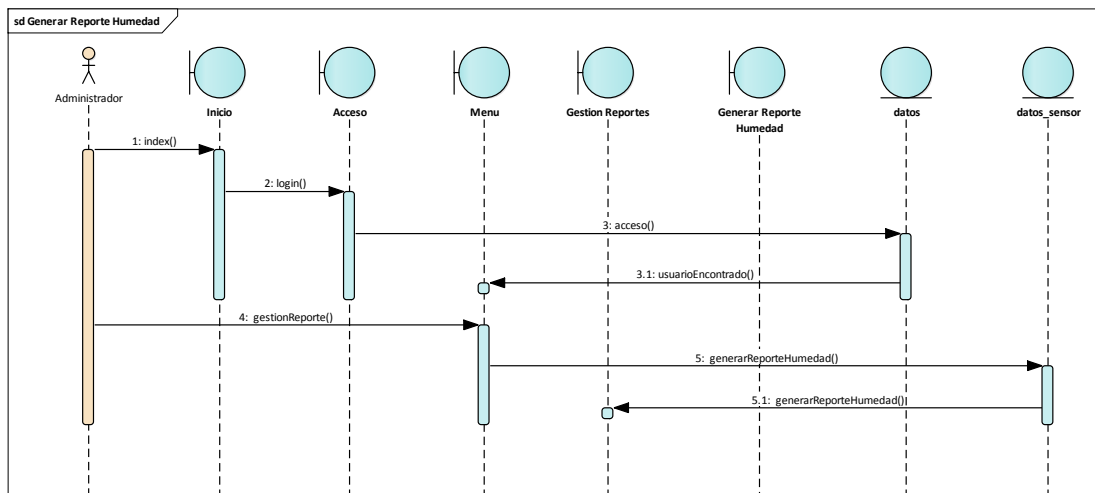 sd Generar Reporte Humedad
Administrador
Inicio
Acceso
Menu
Gestion Reportes
Generar Reporte
Humedad
datos
datos_sensor
1: index()
2: login()
3: acceso()
3.1: usuarioEncontrado()
4: gestionReporte()
5: generarReporteHumedad()
5.1: generarReporteHumedad()